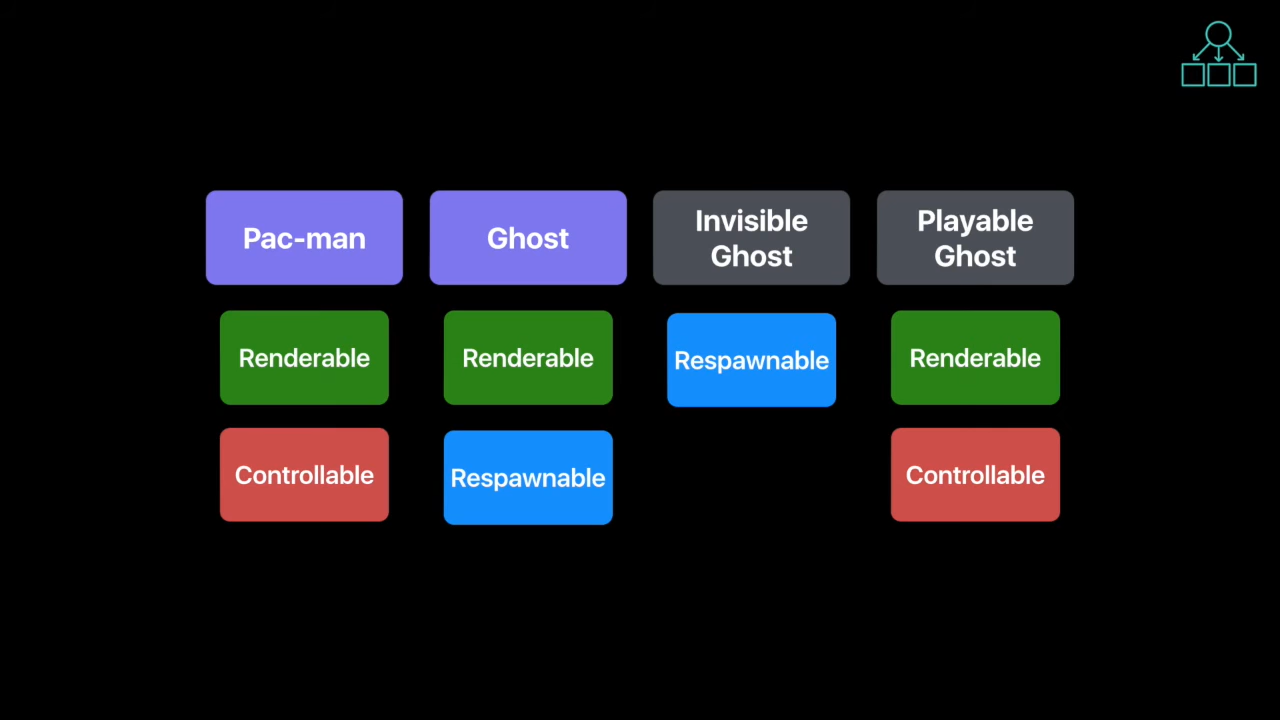 Pac-man
Ghost
Invisible
Ghost
Playable
Ghost
Renderable
Renderable
Respawnable
Renderable
Controllable
Respawnable
Controllable